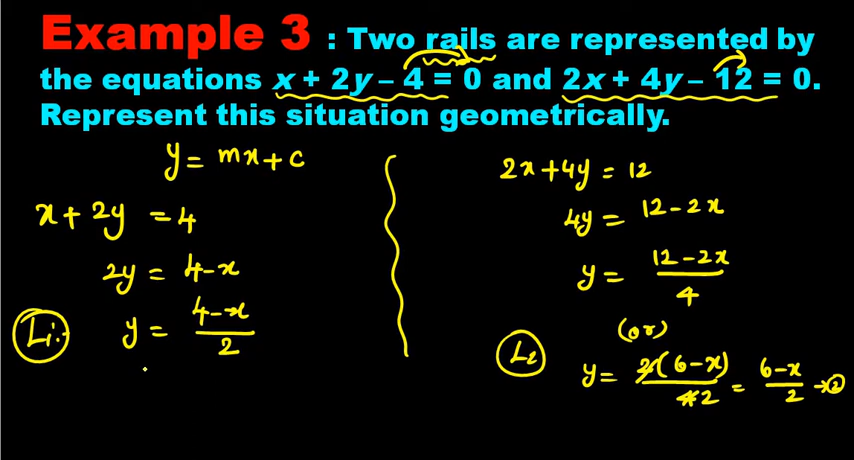 Example 3 : Two rails are represented by
the equations x + 2y – 4 = 0 and 2x + 4y – 12 = 0.
Represent this situation geometrically.
y = mx + c
x + 2y = 4
2y = 4-x
L1:- y = 4-x / 2
2x + 4y = 12
4y = 12 - 2x
y = 12 - 2x / 4
(or)
L2
y = 2(6-x) / 4 2 = 6-x / 2 → 2